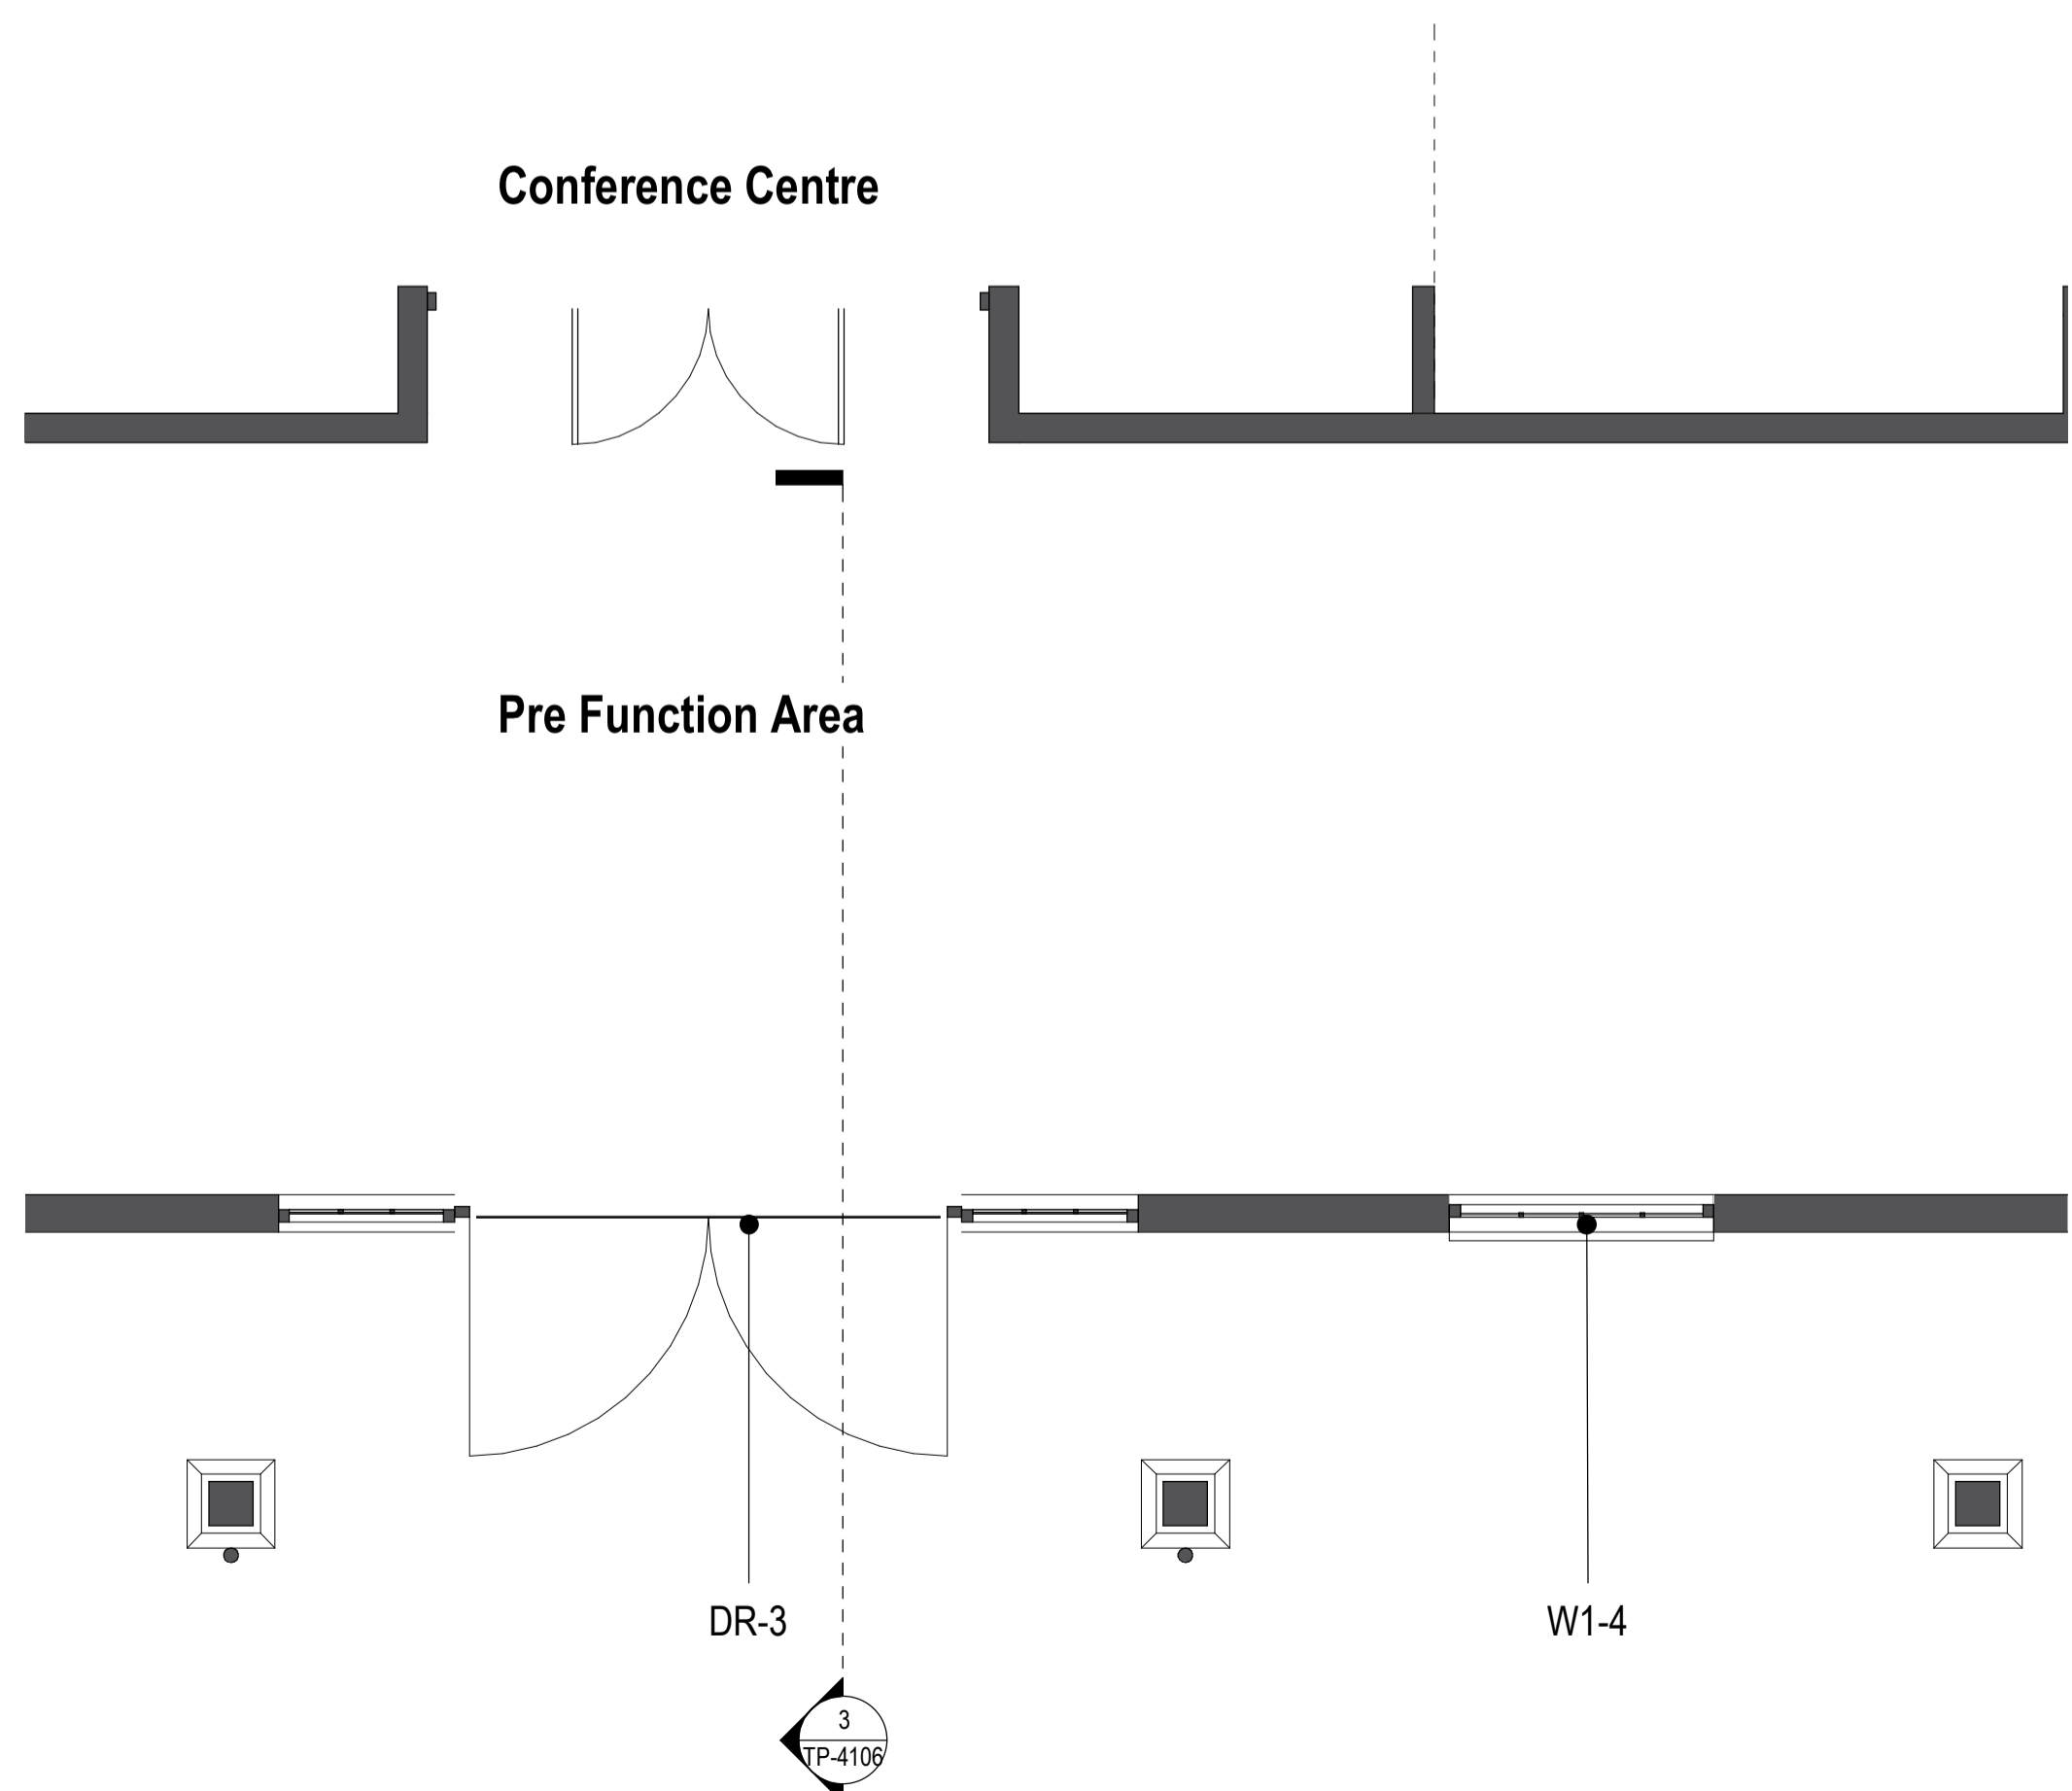 Conference Centre
Pre Function Area
DR-3
W1-4
3
TP-4106